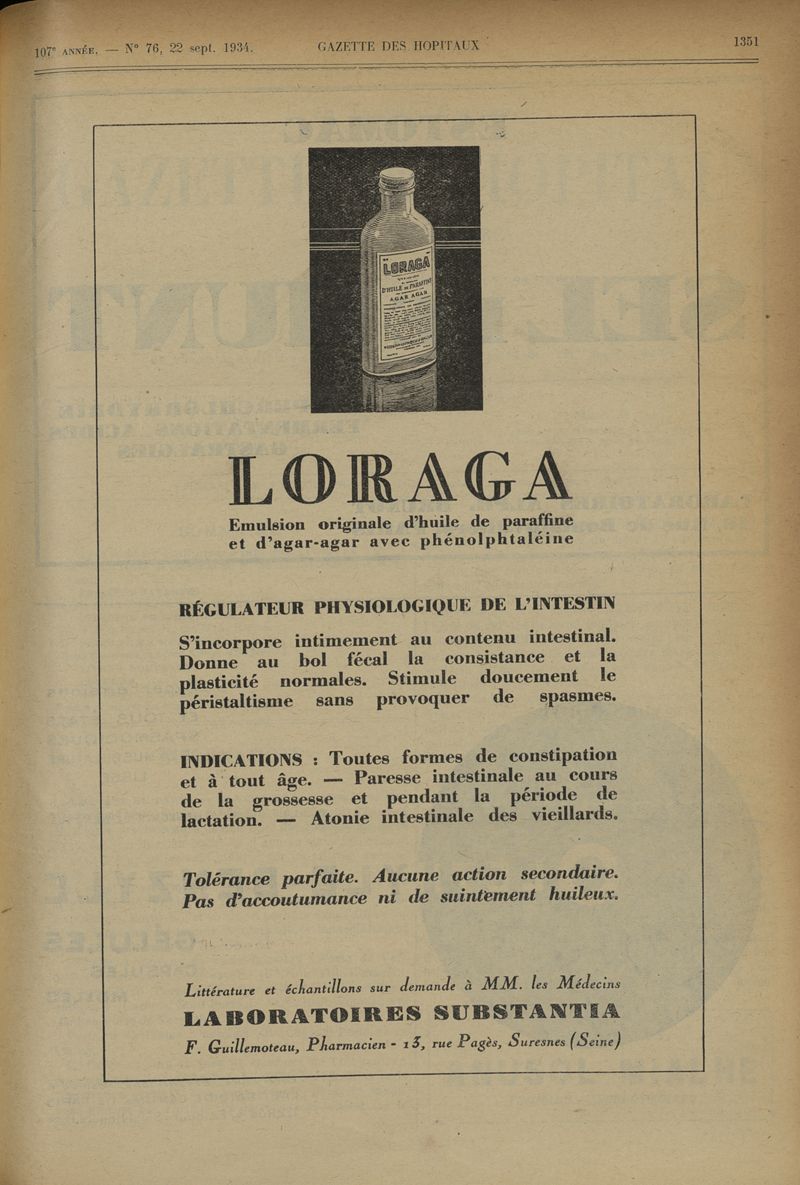 107e ANNÉE. — N° 76, 22 sept. 1934. GAZETTE DES HOPITAUX 1351
"LORAGA"
D'HUILE DE PARAFFINE
AGAR AGAR
LORAGA
Emulsion originale d'huile de paraffine
et d'agar-agar avec phénolphtaléine
RÉGULATEUR PHYSIOLOGIQUE DE L'INTESTIN
S'incorpore intimement au contenu intestinal.
Donne au bol fécal la consistance et la
plasticité normales. Stimule doucement le
péristaltisme sans provoquer de spasmes.
INDICATIONS : Toutes formes de constipation
et à tout âge. — Paresse intestinale au cours
de la grossesse et pendant la période de
lactation. — Atonie intestinale des vieillards.
Tolérance parfaite. Aucune action secondaire.
Pas d'accoutumance ni de suintement huileux.
Littérature et échantillons sur demande à MM. les Médecins
LABORATOIRES SUBSTANTIA
F. Guillemoteau, Pharmacien - 13, rue Pagès, Suresnes (Seine)